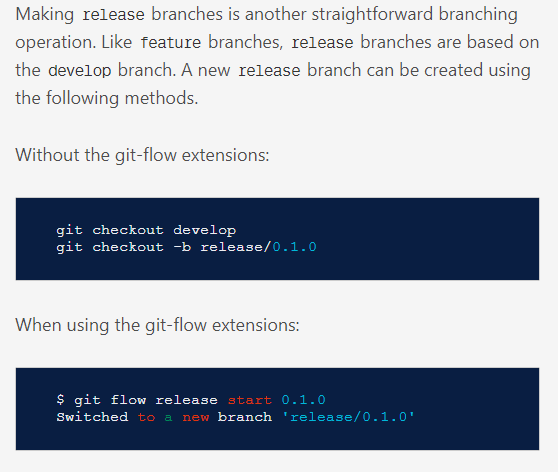 Making release branches is another straightforward branching
operation. Like feature branches, release branches are based on
the develop branch. A new release branch can be created using
the following methods.
Without the git-flow extensions:
git checkout develop
git checkout -b release/0.1.0
When using the git-flow extensions:
$ git flow release start 0.1.0
Switched to a new branch 'release/0.1.0'